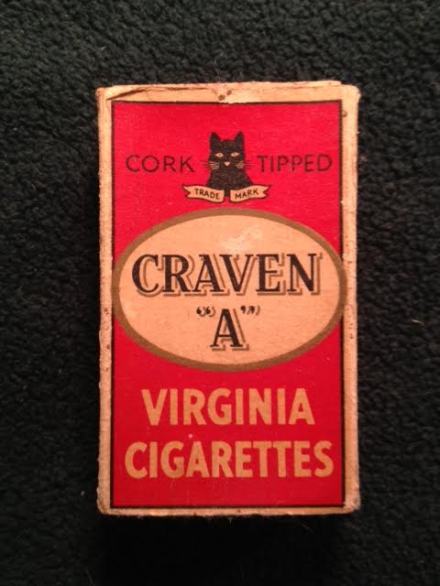 CORK TIPPED
TRADE MARK
CRAVEN
"A"
VIRGINIA
CIGARETTES